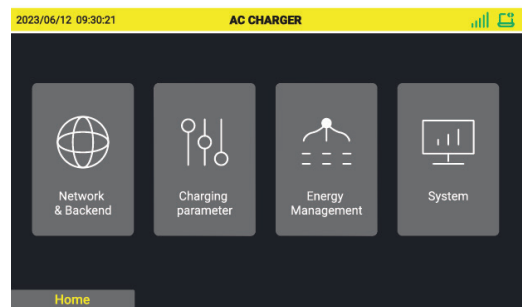 2023/06/12 09:30:21
AC CHARGER
Network
& Backend
Charging
parameter
Energy
Management
System
Home